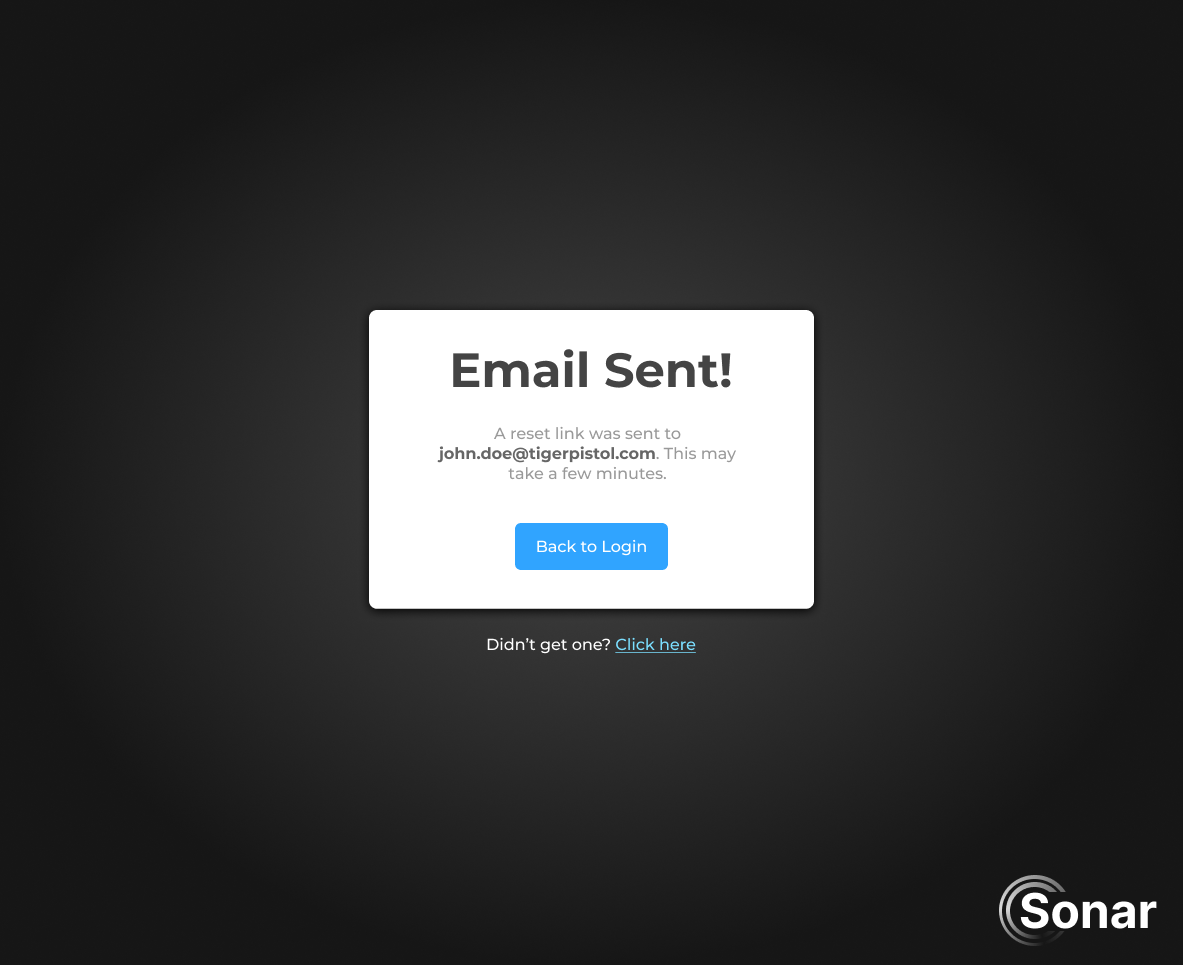 Email Sent!
A reset link was sent to
john.doe@tigerpistol.com. This may
take a few minutes.
Back to Login
Didn’t get one? Click here
Sonar